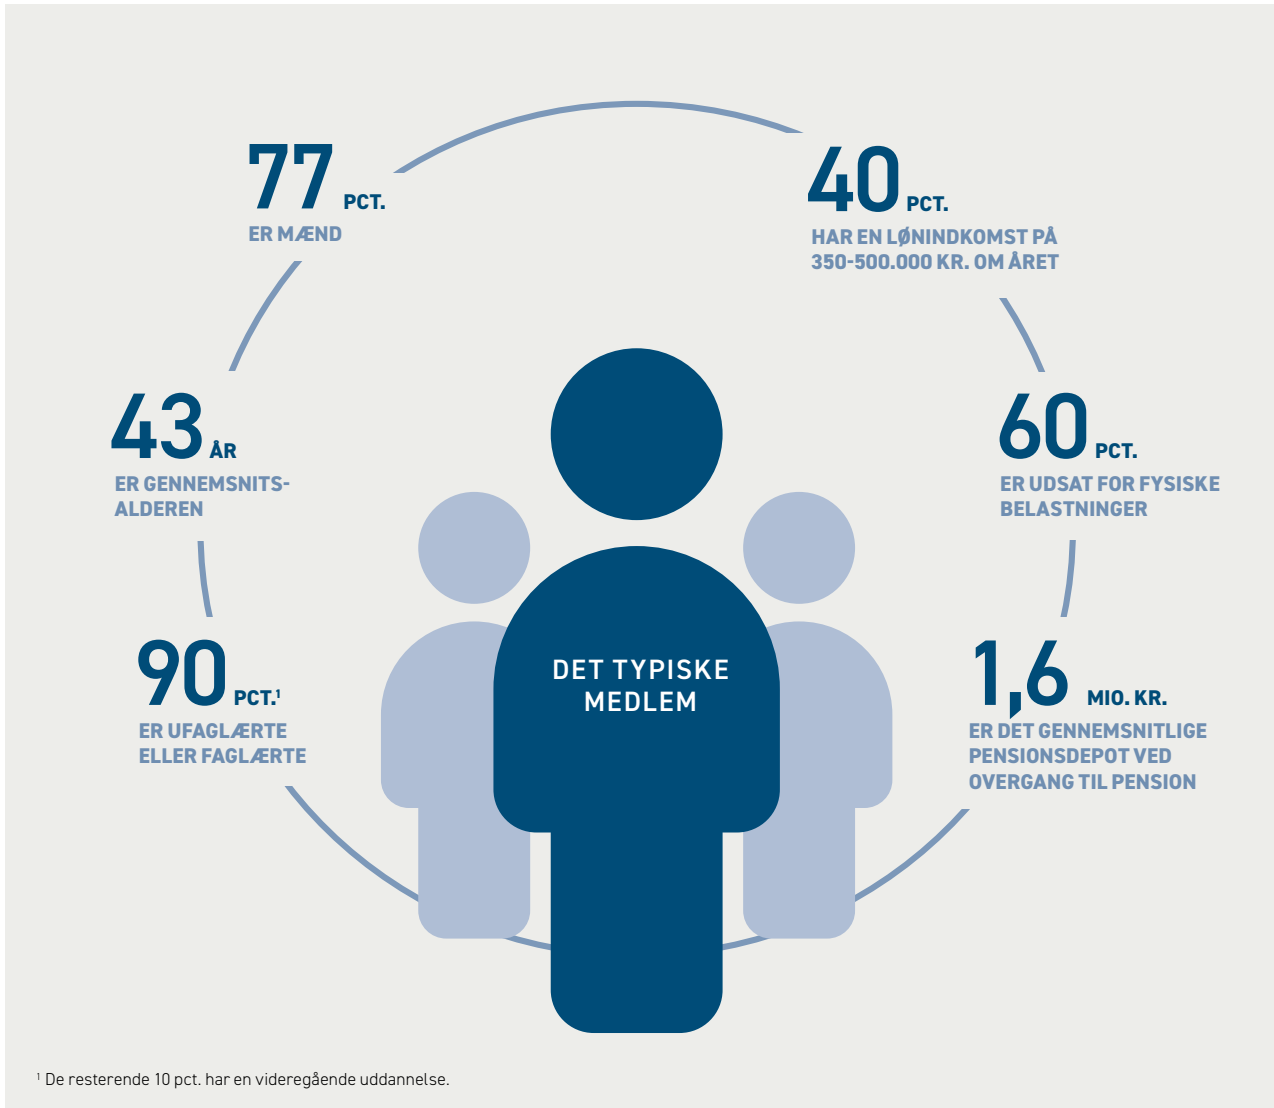 77 PCT.
ER MÆND
40 PCT.
HAR EN LØNINDKOMST PÅ
350-500.000 KR. OM ÅRET
43 ÅR
ER GENNEMSNITS-
ALDEREN
60 PCT.
ER UDSAT FOR FYSISKE
BELASTNINGER
90 PCT.¹
ER UFAGLÆRTE
ELLER FAGLÆRTE
DET TYPISKE
MEDLEM
1,6 MIO. KR.
ER DET GENNEMSNITLIGE
PENSIONSDEPOT VED
OVERGANG TIL PENSION
¹ De resterende 10 pct. har en videregående uddannelse.